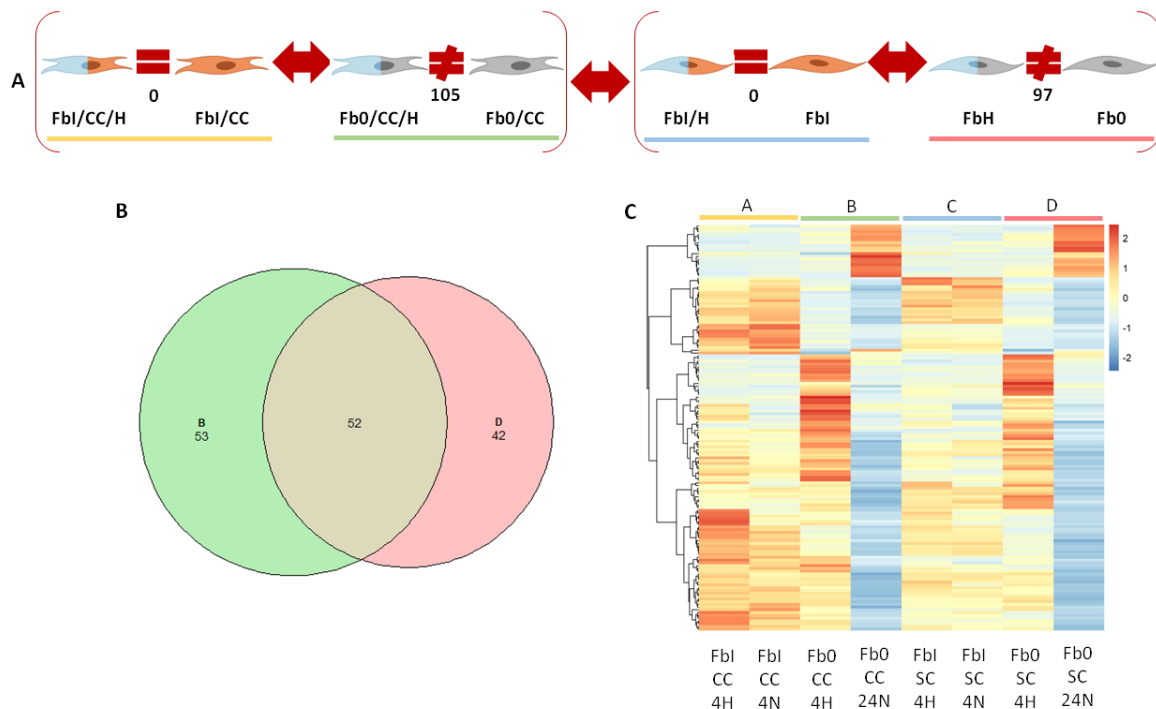 A
0
105
0
97
FbI/CC/H FbI/CC Fb0/CC/H Fb0/CC FbI/H FbI FbH Fb0
B
B
53
52
D
42
C
A B C D
2
1
0
-1
-2
FbI FbI Fb0 Fb0 FbI FbI Fb0 Fb0
CC CC CC CC SC SC SC SC
4H 4N 4H 24N 4H 4N 4H 24N